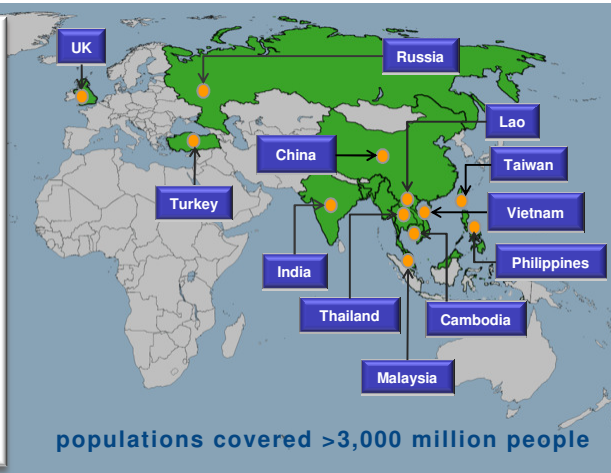 UK
Russia
Lao
China
Taiwan
Turkey
Vietnam
India
Philippines
Thailand
Cambodia
Malaysia
populations covered >3,000 million people